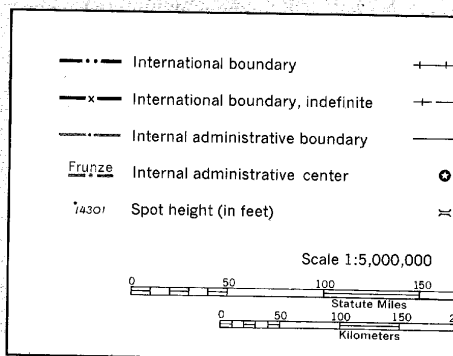 International boundary
International boundary, indefinite
Internal administrative boundary
Frunze Internal administrative center
14301 Spot height (in feet)
Scale 1:5,000,000
0 50 100 150
Statute Miles
0 50 100 150
Kilometers